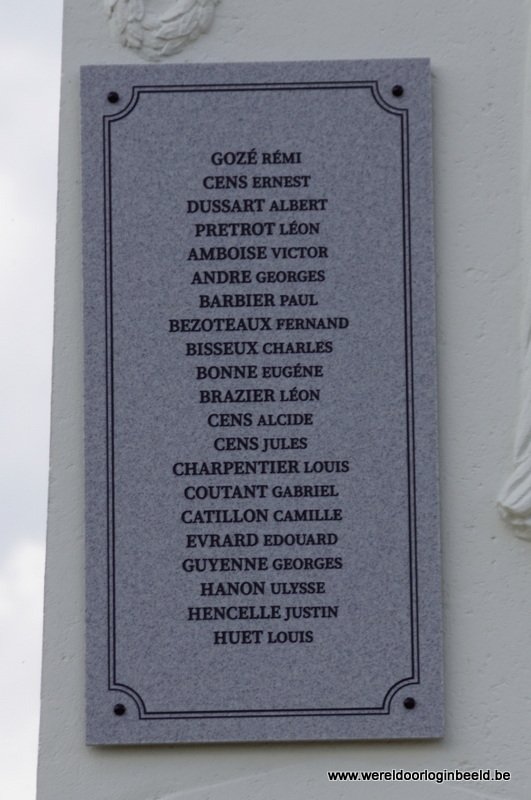 GOZÉ RÉMI
CENS ERNEST
DUSSART ALBERT
PRETROT LÉON
AMBOISE VICTOR
ANDRE GEORGES
BARBIER PAUL
BEZOTEAUX FERNAND
BISSEUX CHARLES
BONNE EUGÉNE
BRAZIER LÉON
CENS ALCIDE
CENS JULES
CHARPENTIER LOUIS
COUTANT GABRIEL
CATILLON CAMILLE
EVRARD EDOUARD
GUYENNE GEORGES
HANON ULYSSE
HENCELLE JUSTIN
HUET LOUIS
www.wereldoorloginbeeld.be